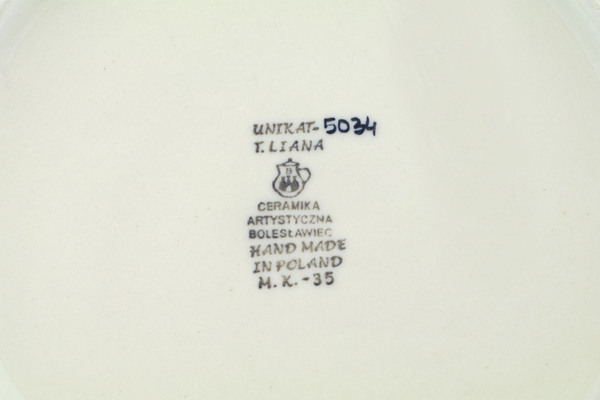 UNIKAT-5034
T. LIANA
B
CERAMIKA
ARTYSTYCZNA
BOLESŁAWIEC
HAND MADE
IN POLAND
M. K. -35